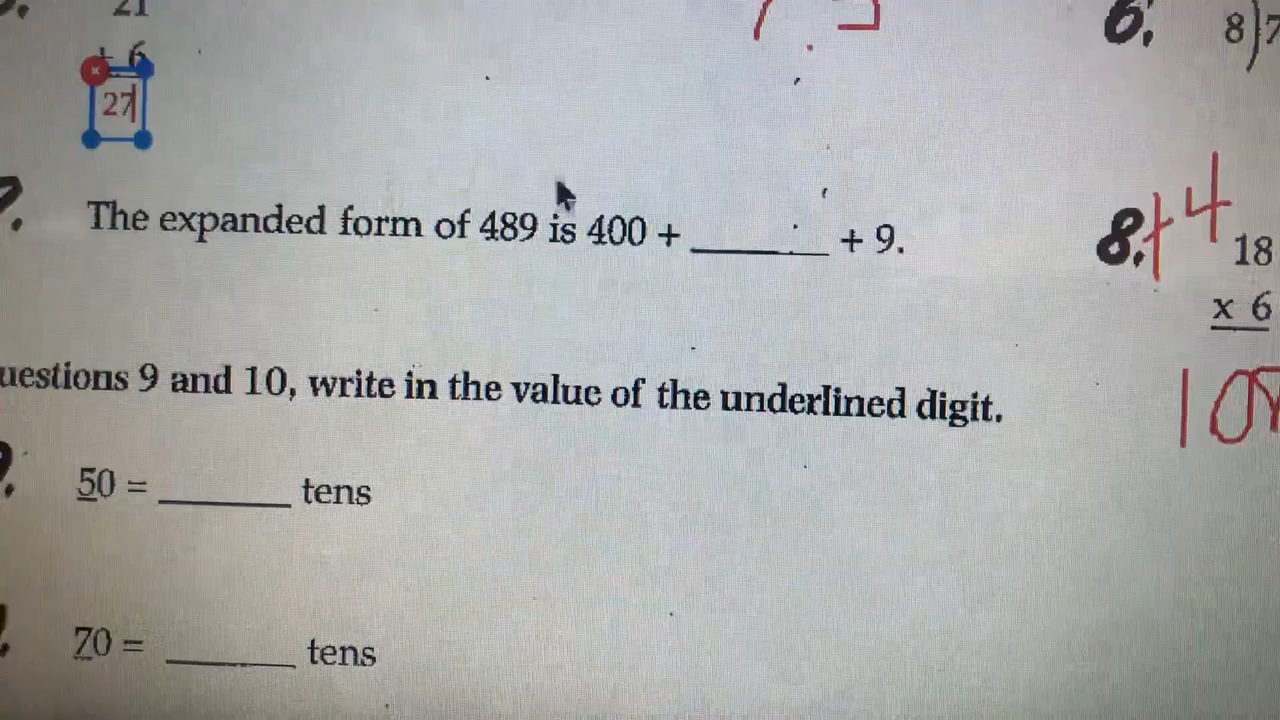 21
+ 6
27
6.
8)7
The expanded form of 489 is 400 + ______ + 9.
8.
+4
18
x 6
10
uestions 9 and 10, write in the value of the underlined digit.
50 = ______ tens
70 = ______ tens